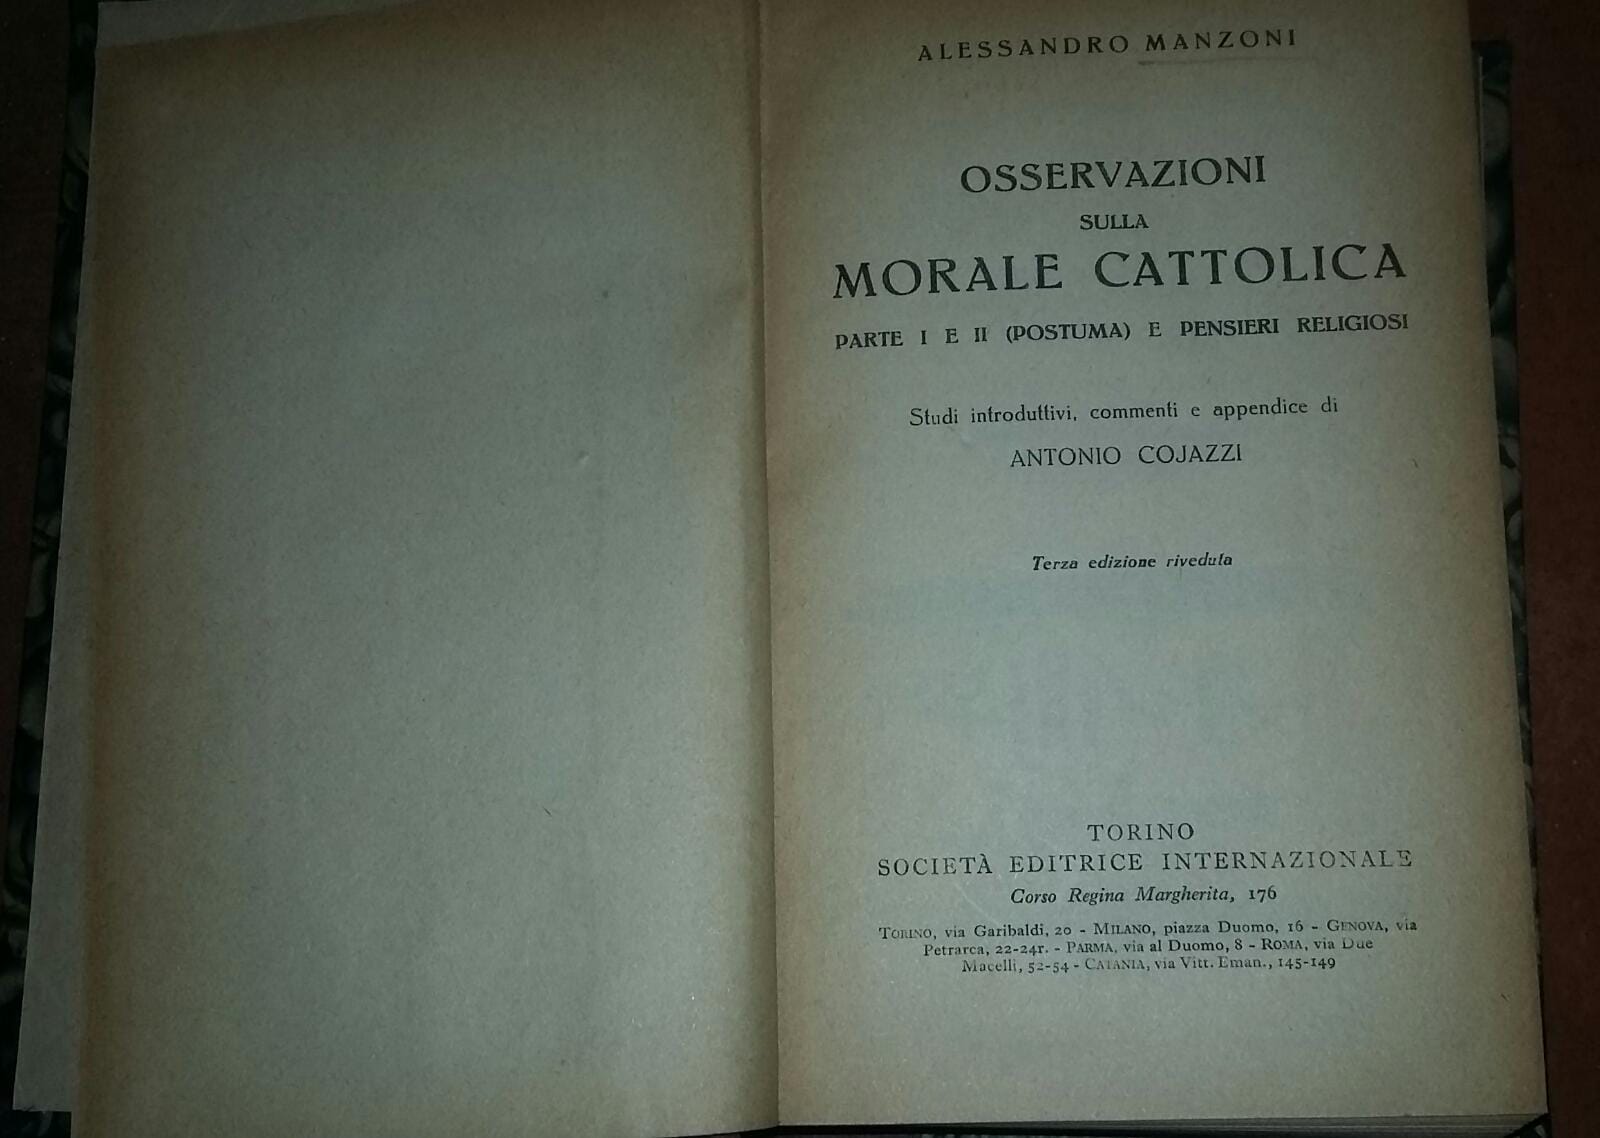 ALESSANDRO MANZONI
OSSERVAZIONI
SULLA
MORALE CATTOLICA
PARTE I E II (POSTUMA) E PENSIERI RELIGIOSI
Studi introduttivi, commenti e appendice di
ANTONIO COJAZZI
Terza edizione riveduta
TORINO
SOCIETÀ EDITRICE INTERNAZIONALE
Corso Regina Margherita, 176
TORINO, via Garibaldi, 20 - MILANO, piazza Duomo, 16 - GENOVA, via
Petrarca, 22-24r. - PARMA, via al Duomo, 8 - ROMA, via Due
Macelli, 52-54 - CATANIA, via Vitt. Eman., 145-149